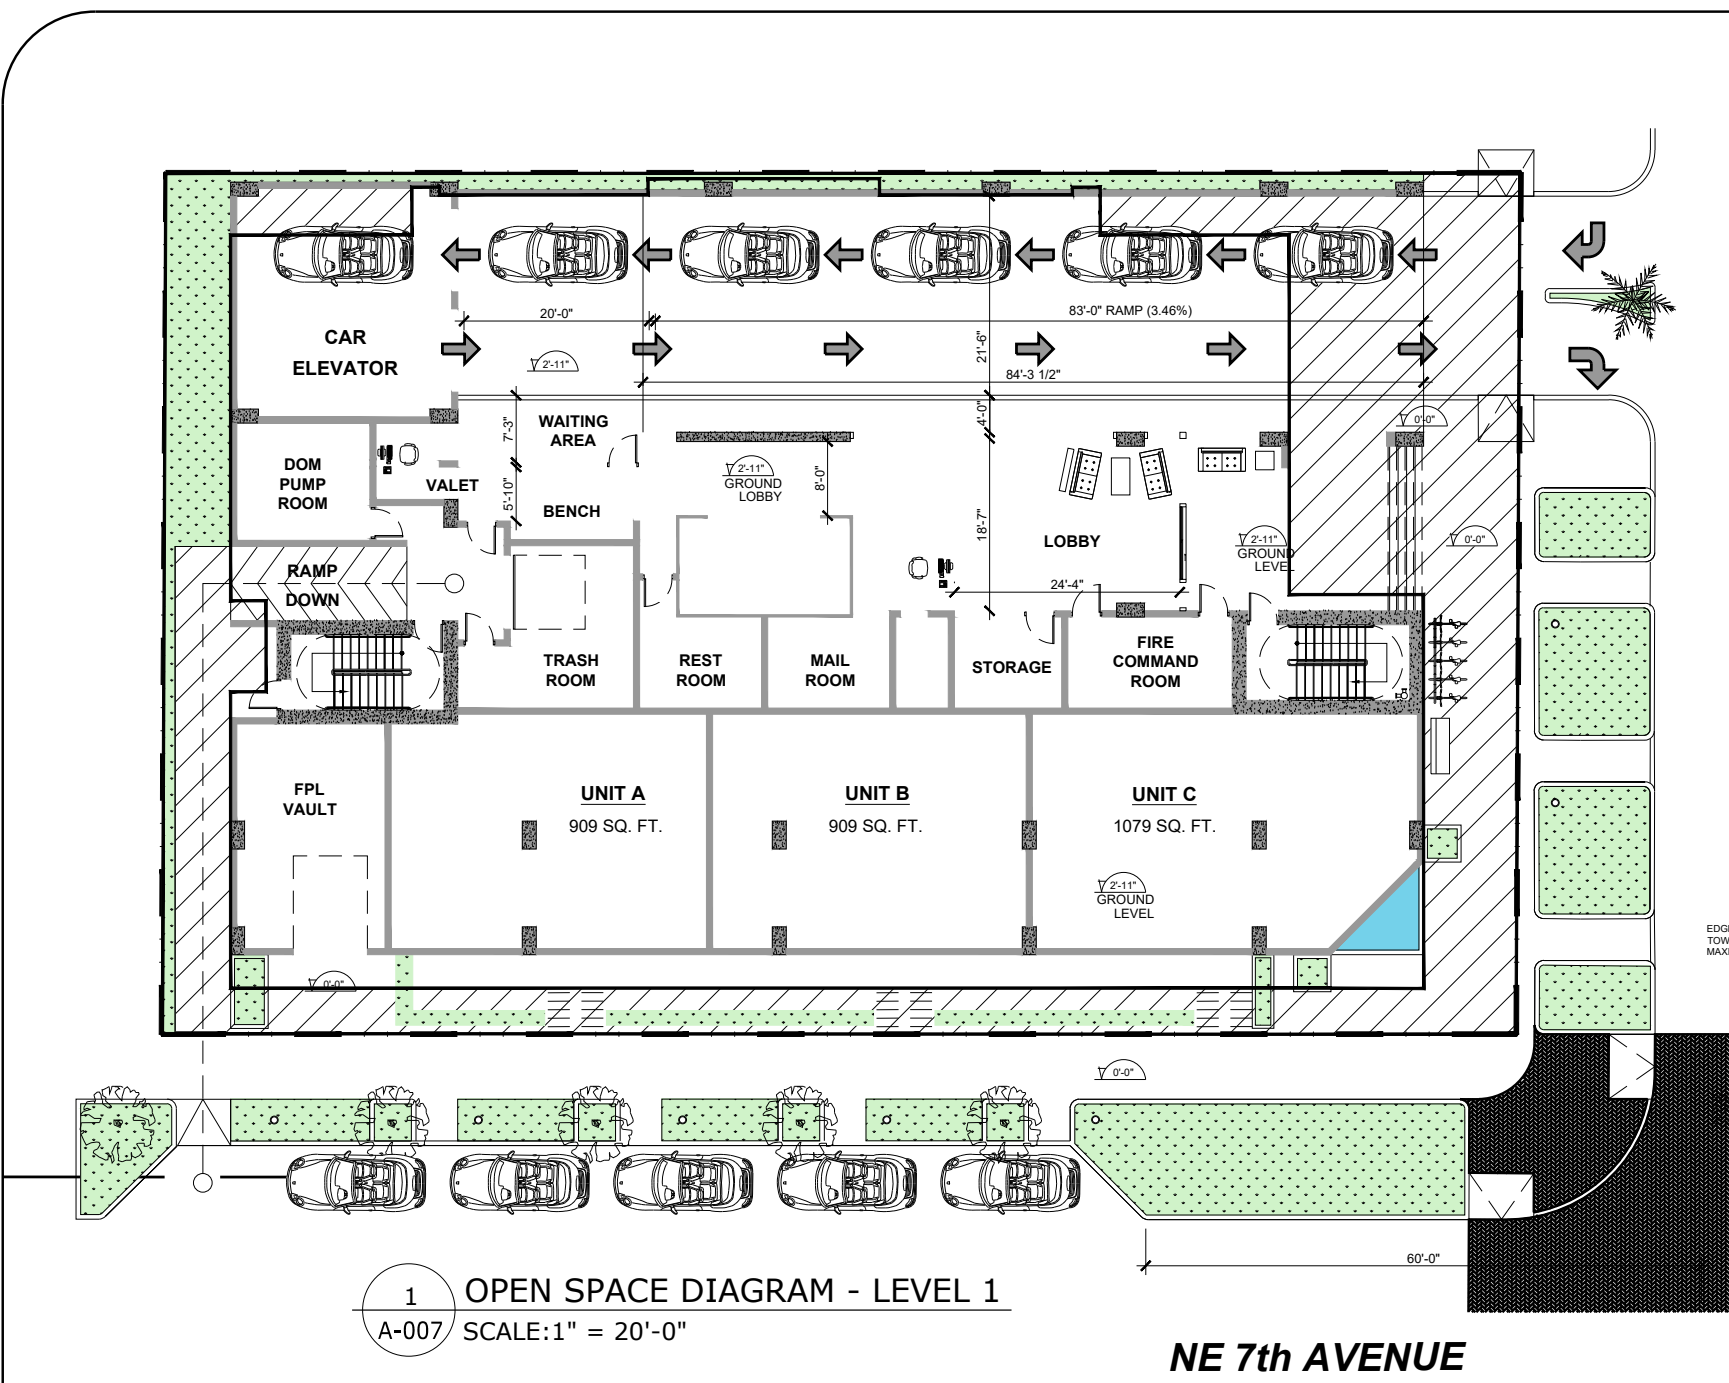 20'-0"
83'-0" RAMP (3.46%)
CAR
ELEVATOR
2'-11"
21'-6"
84'-3 1/2"
WAITING
AREA
7'-3"
4'-0"
0'-0"
DOM
PUMP
ROOM
VALET
2'-11"
GROUND
LOBBY
8'-0"
5'-10"
BENCH
18'-7"
LOBBY
2'-11"
GROUND
LEVEL
0'-0"
RAMP
DOWN
24'-4"
TRASH
ROOM
REST
ROOM
MAIL
ROOM
STORAGE
FIRE
COMMAND
ROOM
FPL
VAULT
UNIT A
909 SQ. FT.
UNIT B
909 SQ. FT.
UNIT C
1079 SQ. FT.
2'-11"
GROUND
LEVEL
EDG
TOW
MAX
0'-0"
0'-0"
60'-0"
1
A-007
OPEN SPACE DIAGRAM - LEVEL 1
SCALE:1" = 20'-0"
NE 7th AVENUE